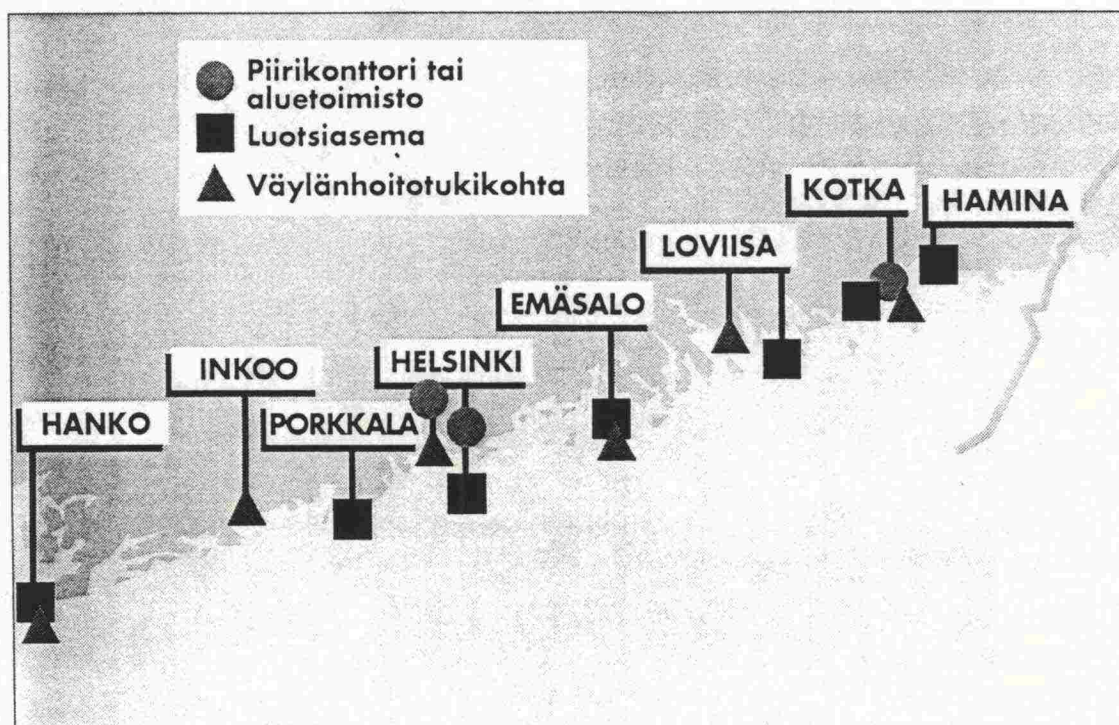 Piirikonttori tai
aluetoimisto
Luotsiasema
Väylänhoitotukikohta
KOTKA
HAMINA
LOVIISA
EMÄSALO
INKOO
HELSINKI
HANKO
PORKKALA